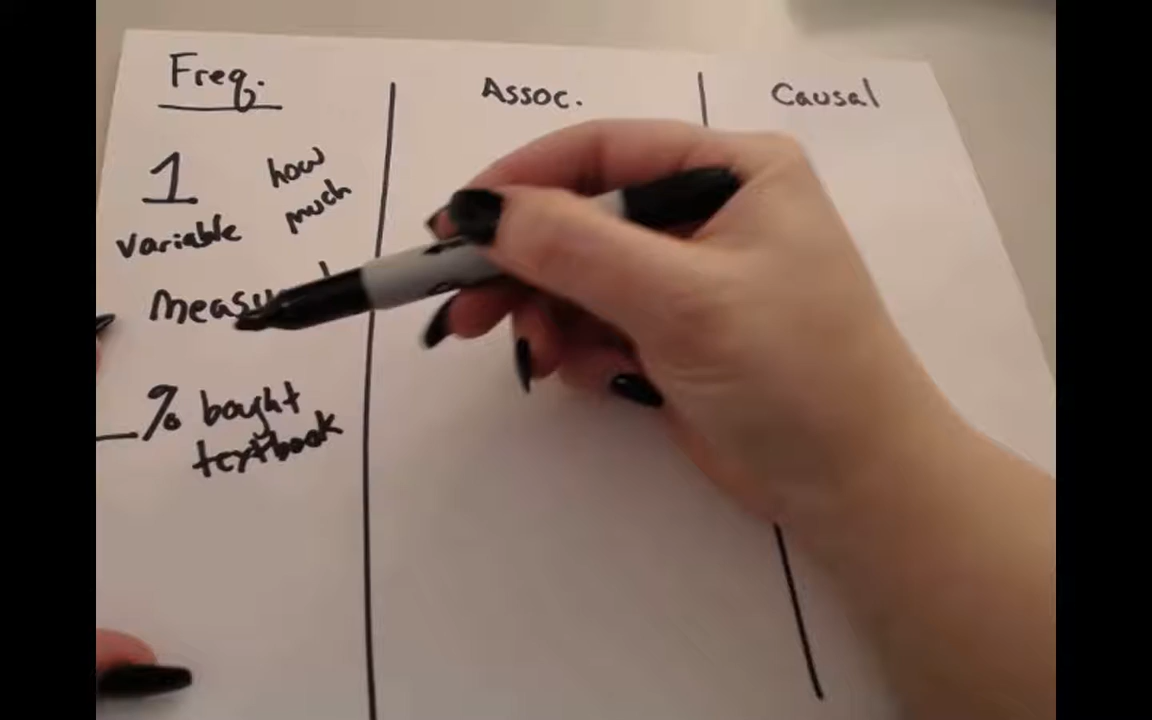 Freq.
Assoc.
Causal
1
how
much
variable
% bought
textbook